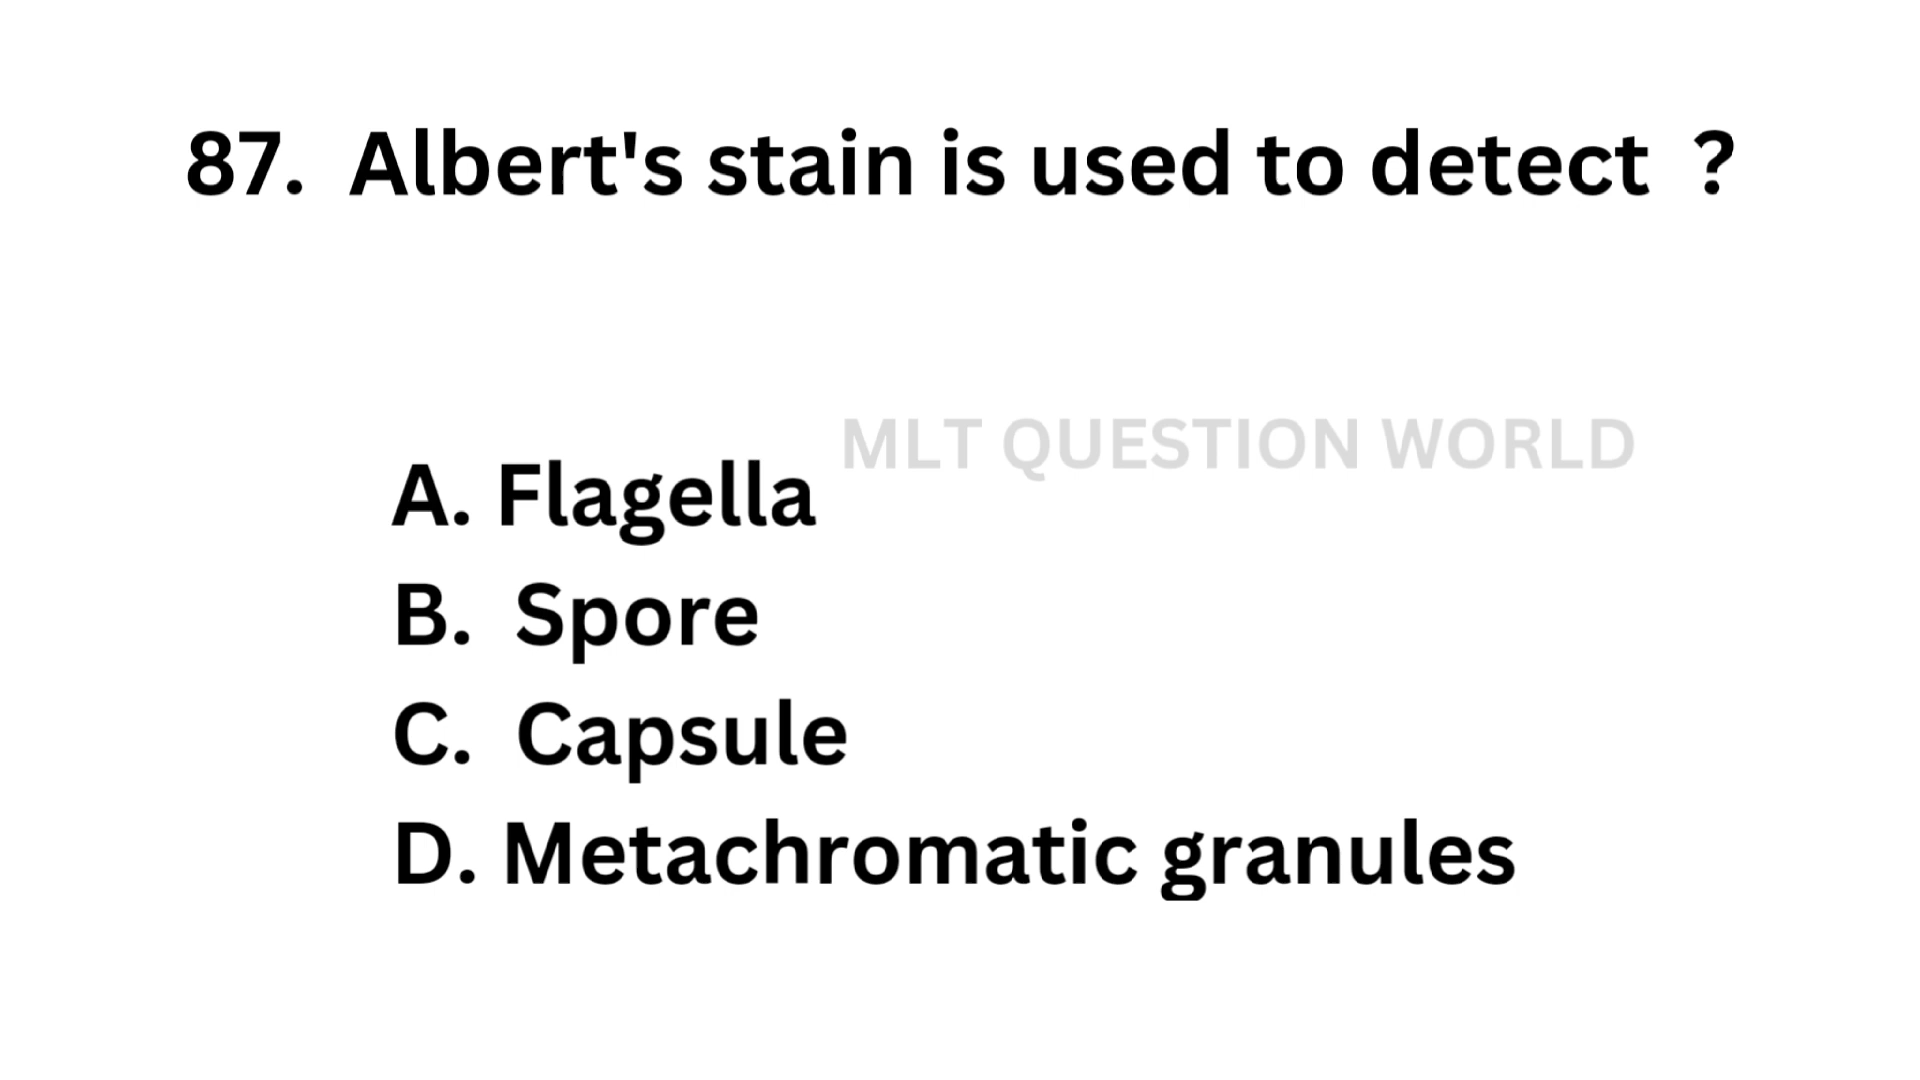 87. Albert's stain is used to detect ?
MLT QUESTION WORLD
A. Flagella
B. Spore
C. Capsule
D. Metachromatic granules